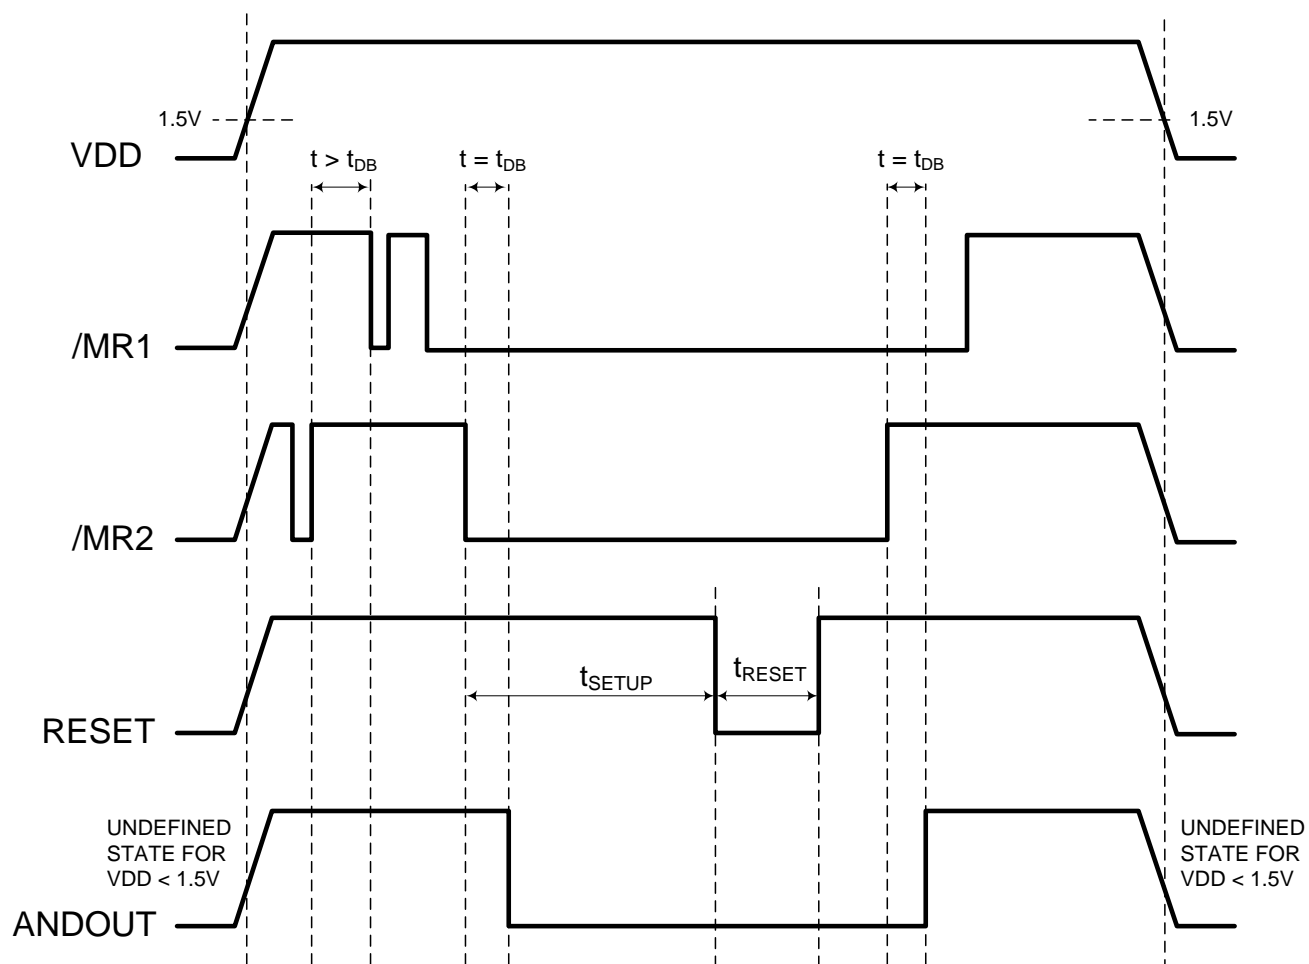 1.5V
1.5V
VDD
t > tDB
t = tDB
t = tDB
/MR1
/MR2
tSETUP
tRESET
RESET
UNDEFINED
STATE FOR
VDD < 1.5V
UNDEFINED
STATE FOR
VDD < 1.5V
ANDOUT